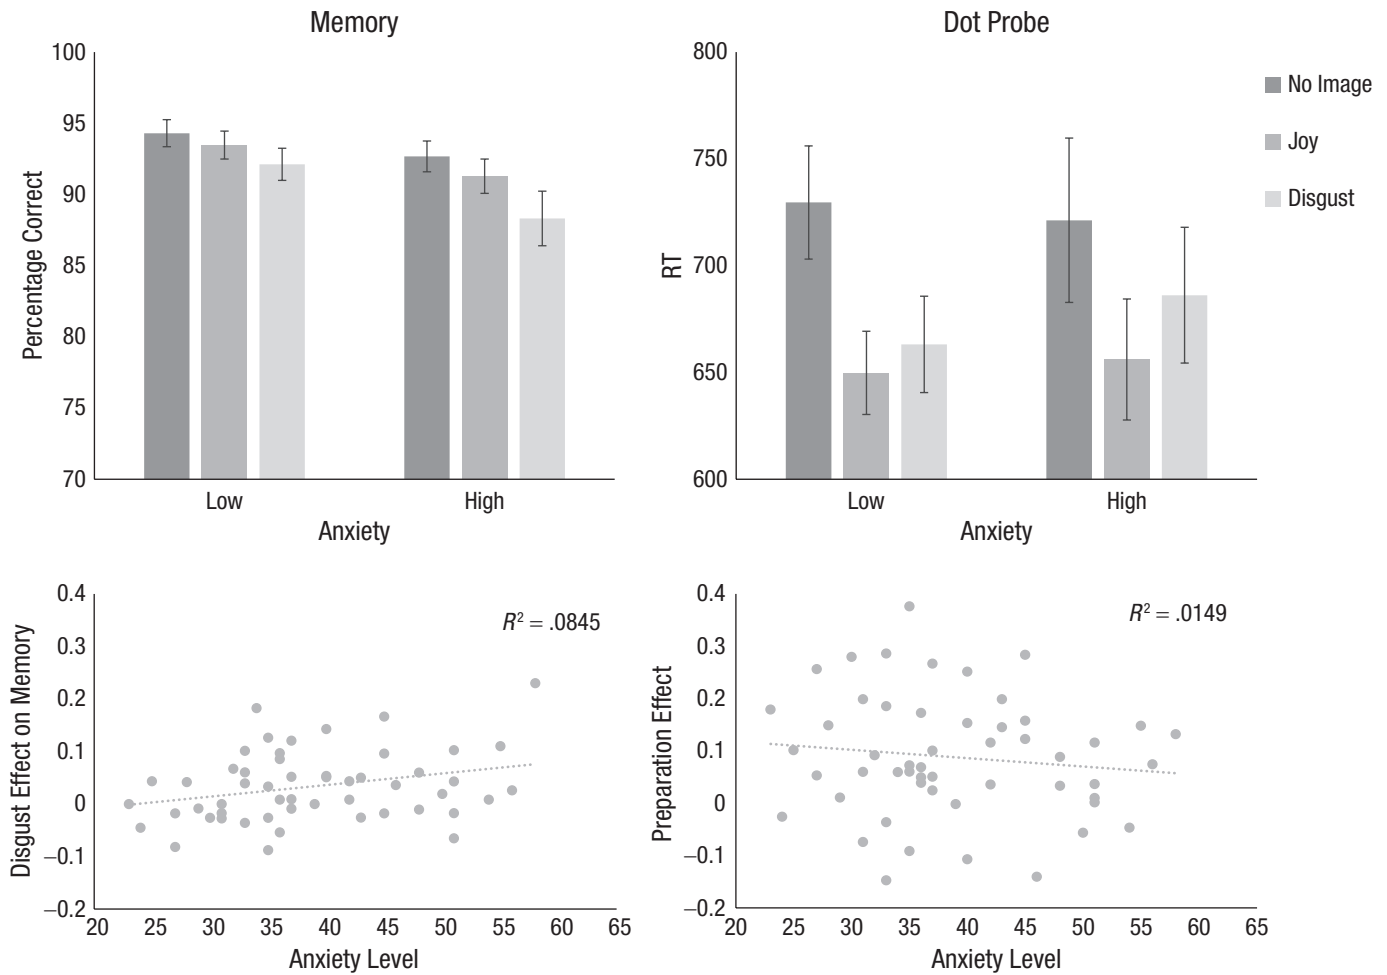 Memory
100
95
90
85
80
75
70
Percentage Correct
Low
High
Anxiety
Dot Probe
800
750
700
650
600
RT
Low
High
Anxiety
No Image
Joy
Disgust
0.4
0.3
0.2
0.1
0
–0.1
–0.2
Disgust Effect on Memory
R² = .0845
20 25 30 35 40 45 50 55 60 65
Anxiety Level
0.4
0.3
0.2
0.1
0
–0.1
–0.2
Preparation Effect
R² = .0149
20 25 30 35 40 45 50 55 60 65
Anxiety Level